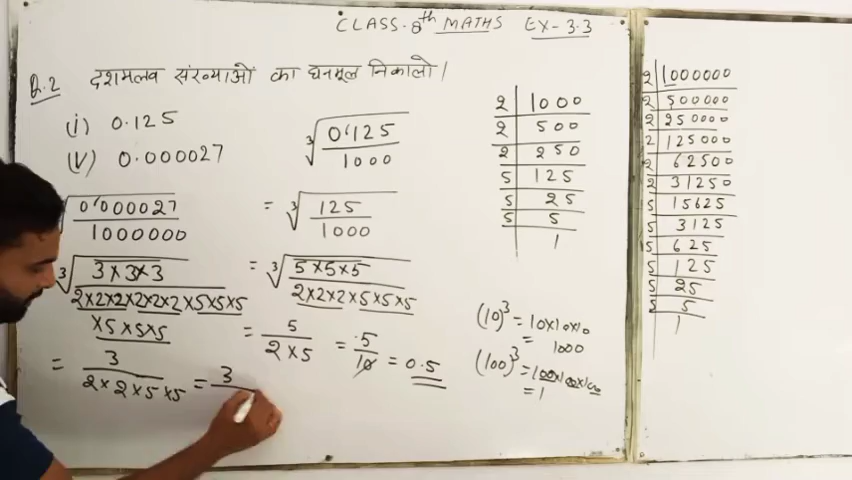 CLASS-8th MATHS EX-3.3
Q.2 दशमलव संख्याओं का घनमूल निकालो।
(i) 0.125
(V) 0.000027
∛(0.125/1000)
= ∛(125/1000)
= ∛(5×5×5/2×2×2×5×5×5)
= 5/2×5 = .5/10 = 0.5
0.000027/1000000
∛(3×3×3/2×2×2×2×2×2×5×5×5
×5×5×5)
= 3/2×2×5×5 = 3
2 | 1000
2 | 500
2 | 250
5 | 125
5 | 25
5 | 5
1
(10)³ = 10×10×10
= 1000
(100)³ = 100×100×100
= 1
2 | 1000000
2 | 500000
2 | 250000
2 | 125000
2 | 62500
2 | 31250
5 | 15625
5 | 3125
5 | 625
5 | 125
5 | 25
5 | 5
1